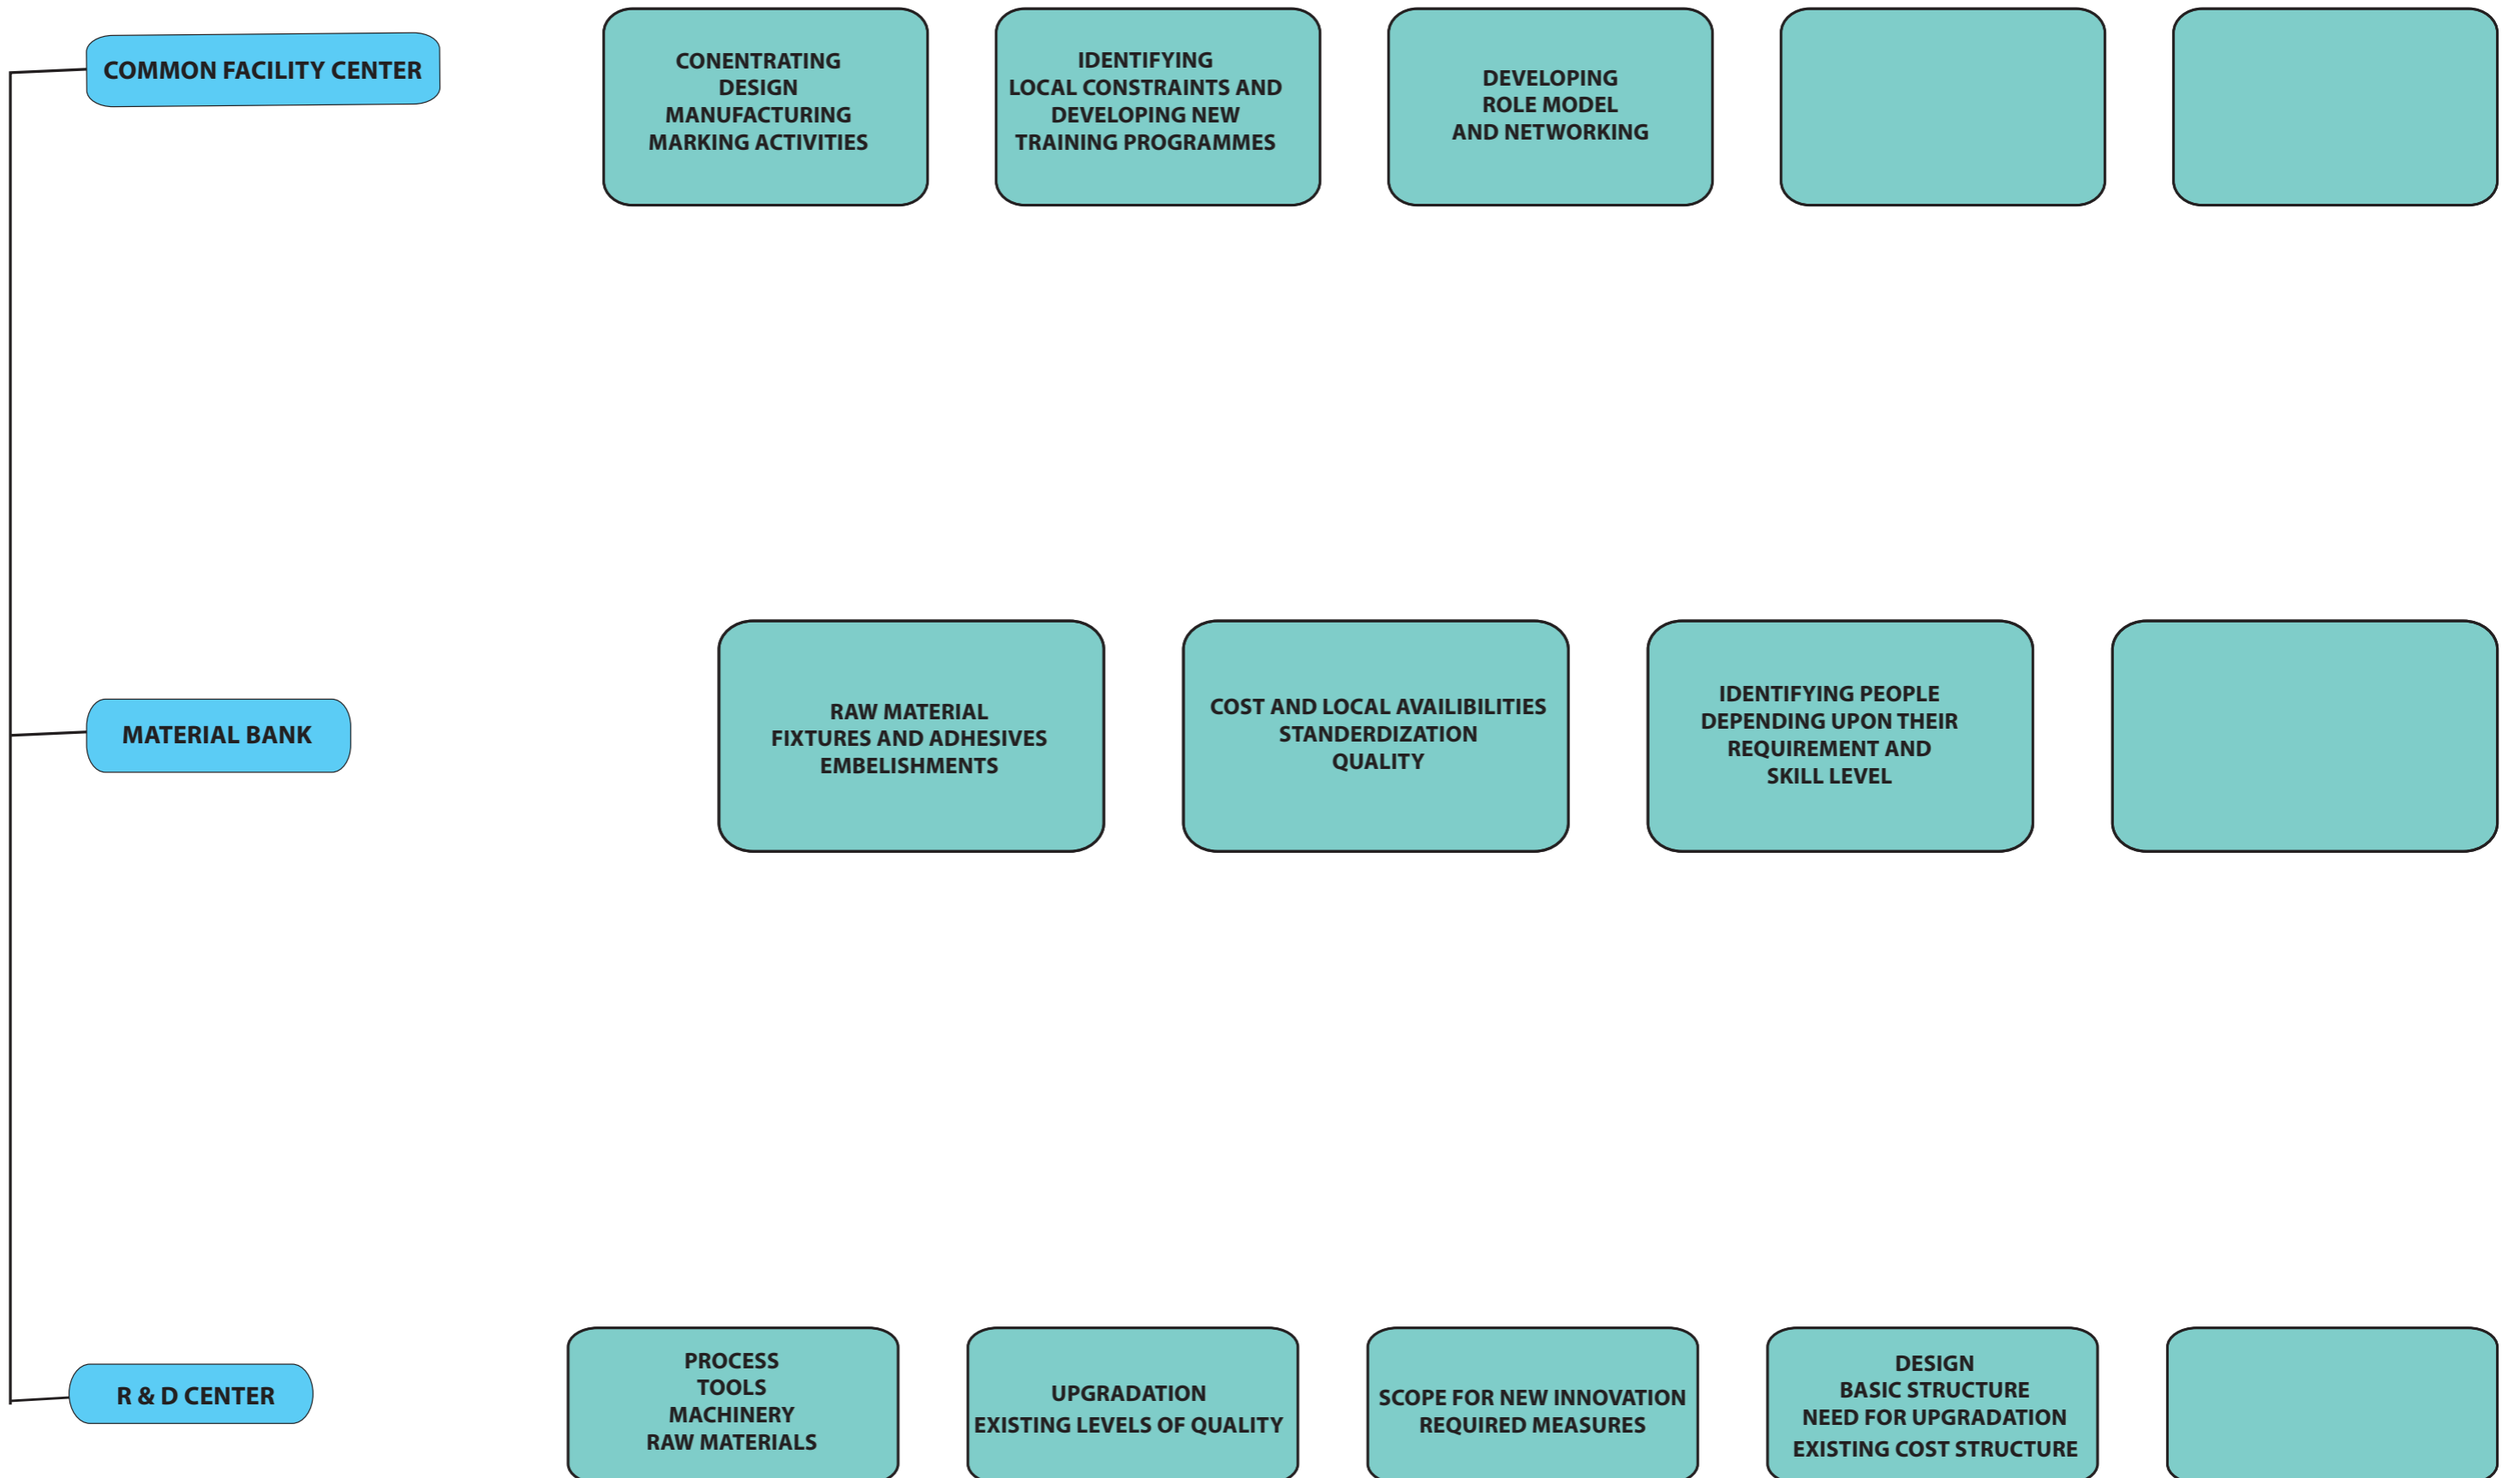 COMMON FACILITY CENTER
CONENTRATING
DESIGN
MANUFACTURING
MARKING ACTIVITIES
IDENTIFYING
LOCAL CONSTRAINTS AND
DEVELOPING NEW
TRAINING PROGRAMMES
DEVELOPING
ROLE MODEL
AND NETWORKING
MATERIAL BANK
RAW MATERIAL
FIXTURES AND ADHESIVES
EMBELISHMENTS
COST AND LOCAL AVAILIBILITIES
STANDERDIZATION
QUALITY
IDENTIFYING PEOPLE
DEPENDING UPON THEIR
REQUIREMENT AND
SKILL LEVEL
R & D CENTER
PROCESS
TOOLS
MACHINERY
RAW MATERIALS
UPGRADATION
EXISTING LEVELS OF QUALITY
SCOPE FOR NEW INNOVATION
REQUIRED MEASURES
DESIGN
BASIC STRUCTURE
NEED FOR UPGRADATION
EXISTING COST STRUCTURE